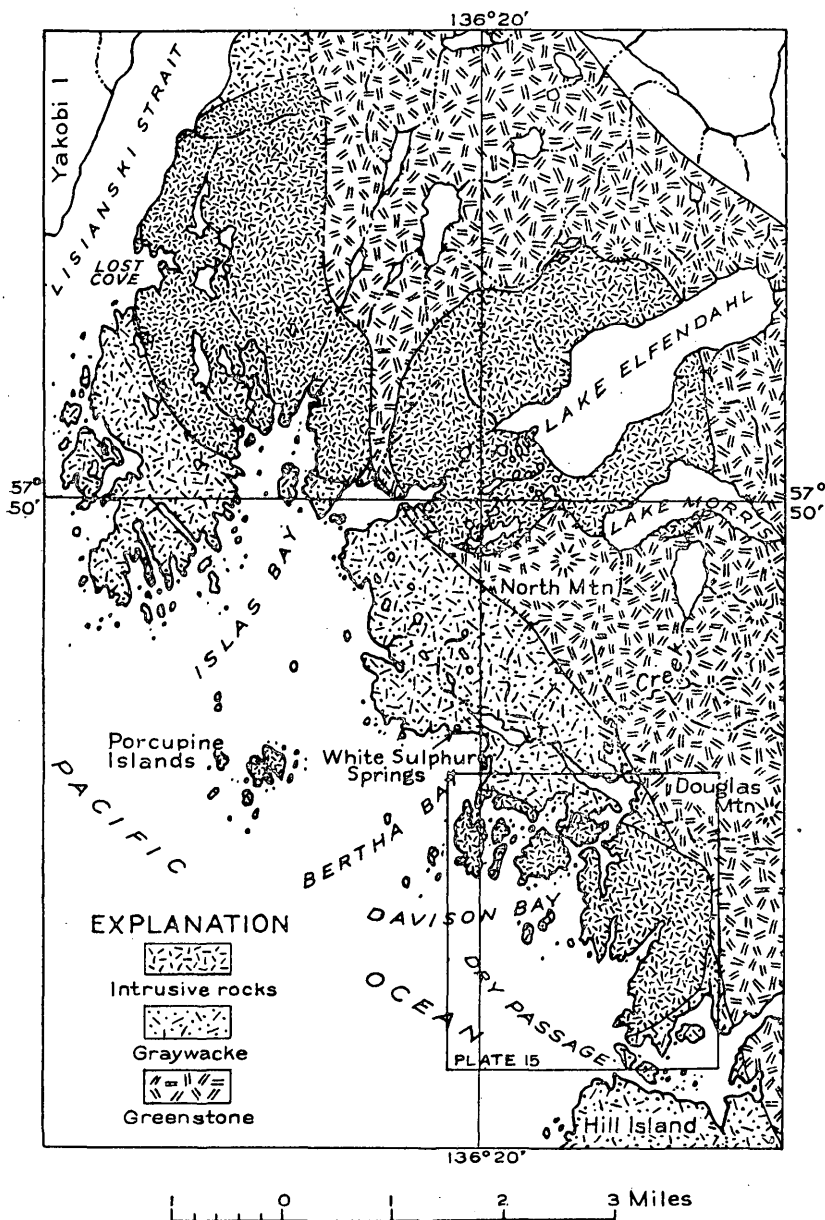 136°20'
Yakobi I
LISIANSKI STRAIT
LOST
COVE
LAKE ELFENDAHL
57°
50'
57°
50'
LAKE MORRIS
North Mtn
ISLAS BAY
Creek
Porcupine
Islands
White Sulphur
Springs
Douglas
Mtn
PACIFIC
BERTHA BAY
DAVISON BAY
DRY PASSAGE
OCEAN
PLATE 15
Hill Island
EXPLANATION
Intrusive rocks
Graywacke
Greenstone
136°20'
1 0 1 2 3 Miles